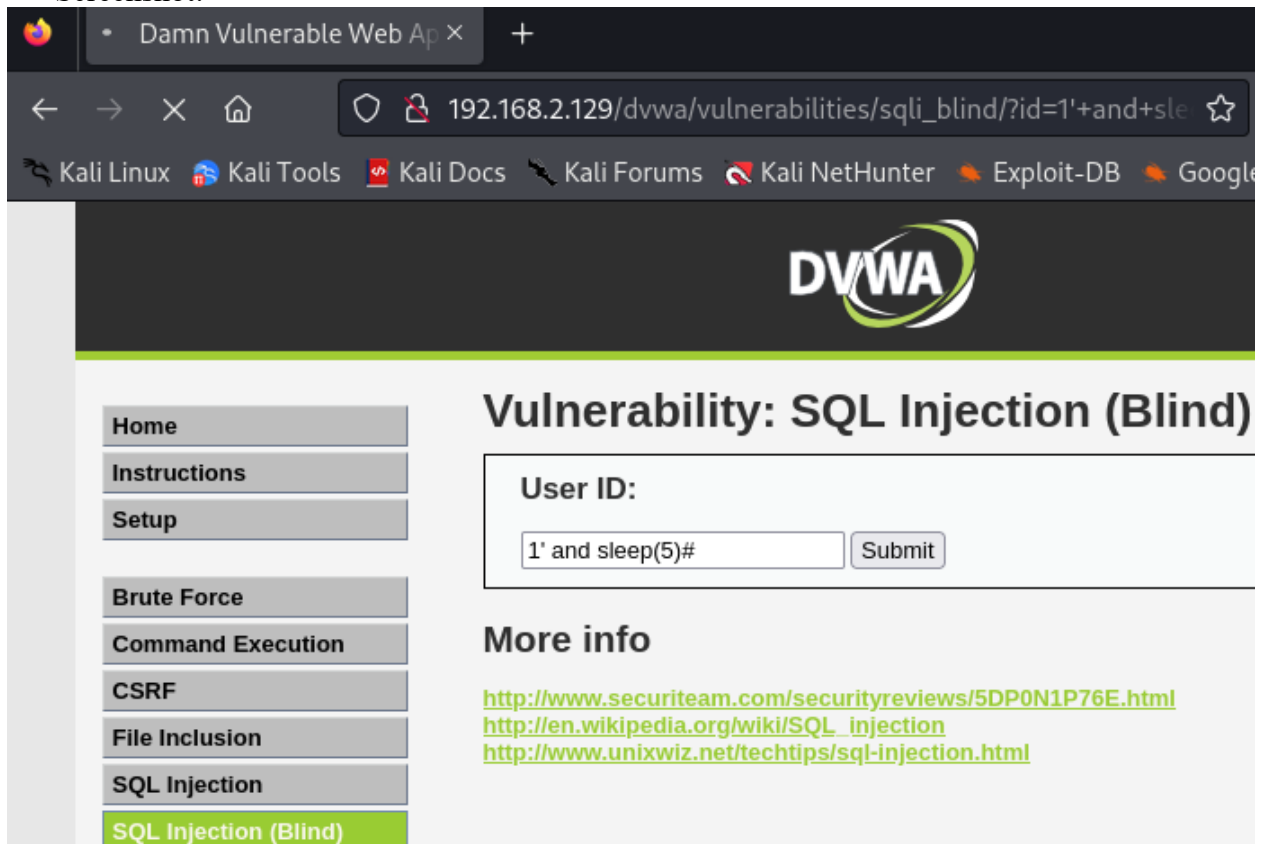 Damn Vulnerable Web Ap
192.168.2.129/dvwa/vulnerabilities/sqli_blind/?id=1'+and+sle
Kali Linux Kali Tools Kali Docs Kali Forums Kali NetHunter Exploit-DB Google
DVWA
Home
Instructions
Setup
Brute Force
Command Execution
CSRF
File Inclusion
SQL Injection
SQL Injection (Blind)
Vulnerability: SQL Injection (Blind)
User ID:
1' and sleep(5)# Submit
More info
http://www.securiteam.com/securityreviews/5DP0N1P76E.html
http://en.wikipedia.org/wiki/SQL_injection
http://www.unixwiz.net/techtips/sql-injection.html